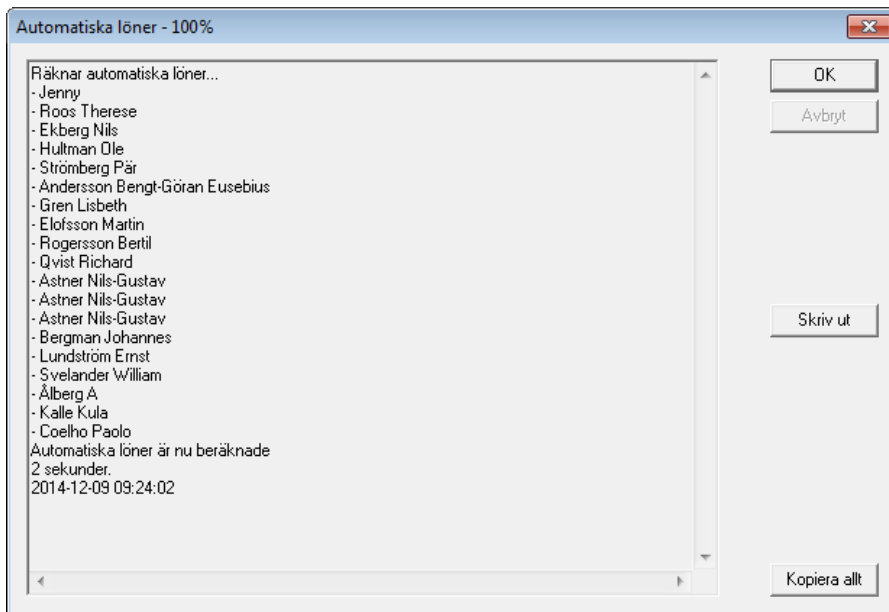 Automatiska löner - 100%
Räknar automatiska löner...
- Jenny
- Roos Therese
- Ekberg Nils
- Hultman Ole
- Strömberg Pär
- Andersson Bengt-Göran Eusebius
- Gren Lisbeth
- Elofsson Martin
- Rogersson Bertil
- Qvist Richard
- Astner Nils-Gustav
- Astner Nils-Gustav
- Astner Nils-Gustav
- Bergman Johannes
- Lundström Ernst
- Svelander William
- Ålberg A
- Kalle Kula
- Coelho Paolo
Automatiska löner är nu beräknade
2 sekunder.
2014-12-09 09:24:02
OK
Avbryt
Skriv ut
Kopiera allt